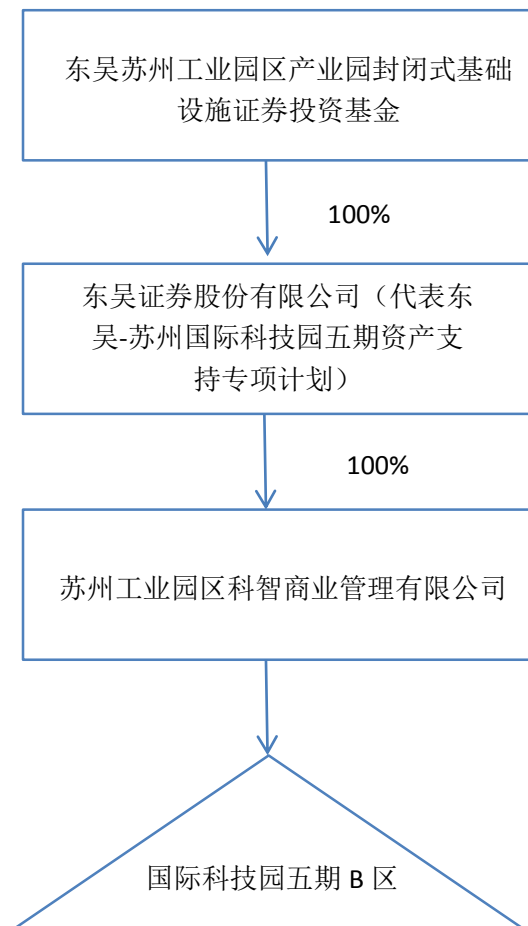 东吴苏州工业园区产业园封闭式基础
设施证券投资基金
100%
东吴证券股份有限公司（代表东
吴-苏州国际科技园五期资产支
持专项计划）
100%
苏州工业园区科智商业管理有限公司
国际科技园五期 B 区